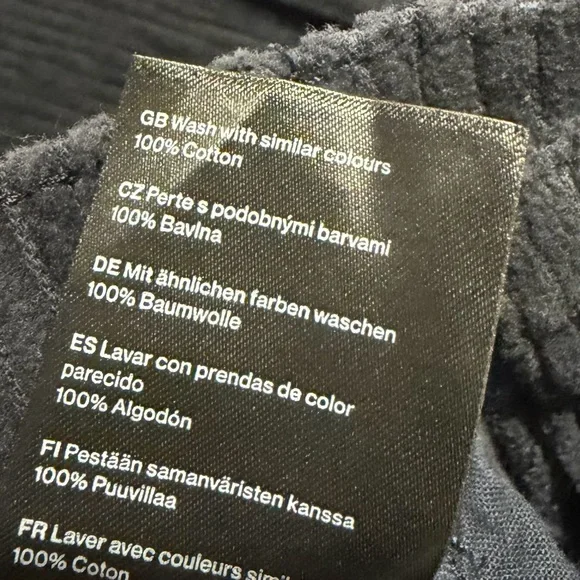 GB Wash with similar colours
100% Cotton
CZ Perte s podobnými barvami
100% Bavlna
DE Mit ähnlichen farben waschen
100% Baumwolle
ES Lavar con prendas de color
parecido
100% Algodón
FI Pestään samanväristen kanssa
100% Puuvillaa
FR Laver avec couleurs
100% Coton